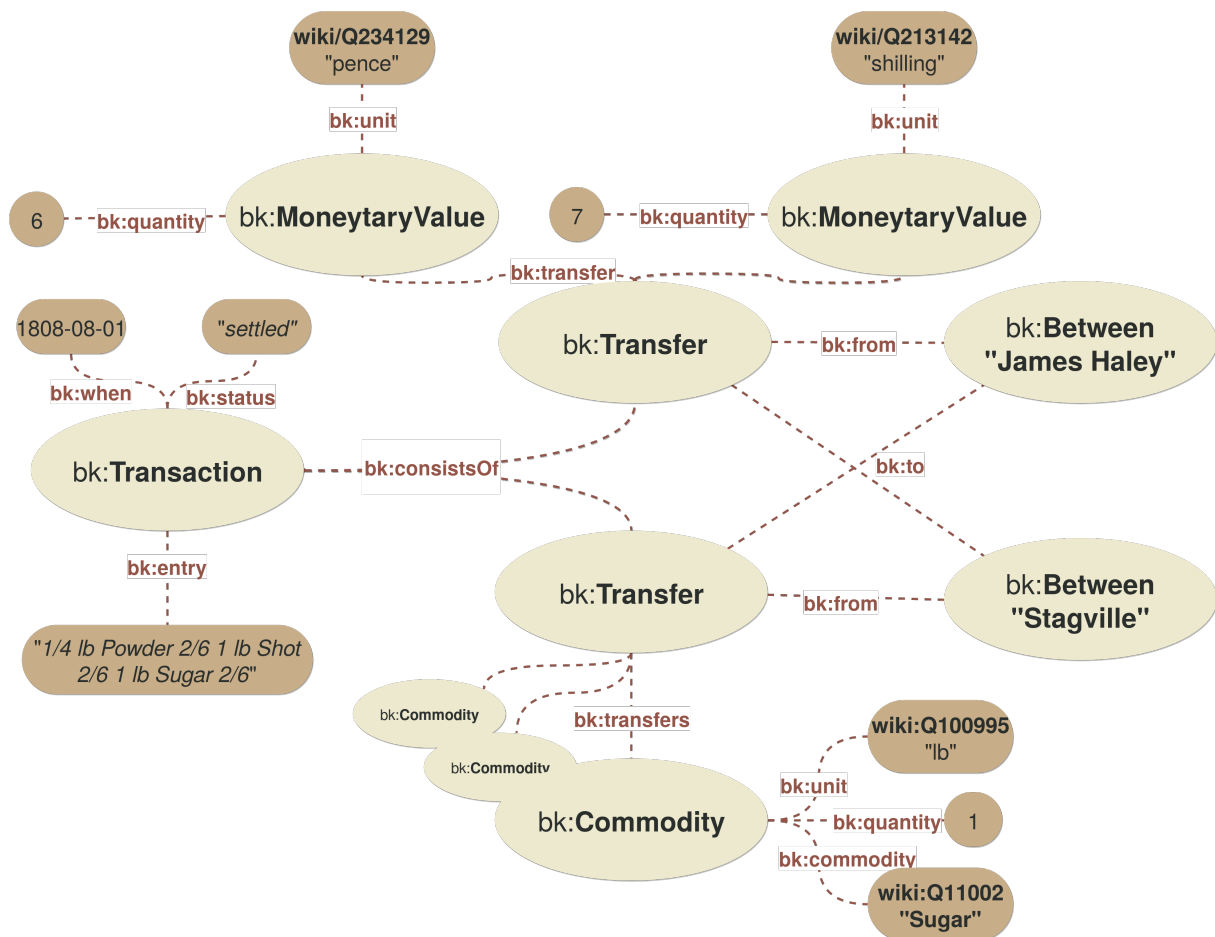 wiki/Q234129
"pence"
wiki/Q213142
"shilling"
bk:unit
bk:unit
6
bk:quantity
bk:MoneytaryValue
7
bk:quantity
bk:MoneytaryValue
bk:transfer
1808-08-01
"settled"
bk:when
bk:status
bk:Transfer
bk:from
bk:Between
"James Haley"
bk:Transaction
bk:consistsOf
bk:to
bk:entry
"1/4 lb Powder 2/6 1 lb Shot
2/6 1 lb Sugar 2/6"
bk:Transfer
bk:from
bk:Between
"Stagville"
bk:Commodity
bk:transfers
bk:Commodity
bk:Commodity
wiki:Q100995
"lb"
bk:unit
bk:quantity
1
bk:commodity
wiki:Q11002
"Sugar"